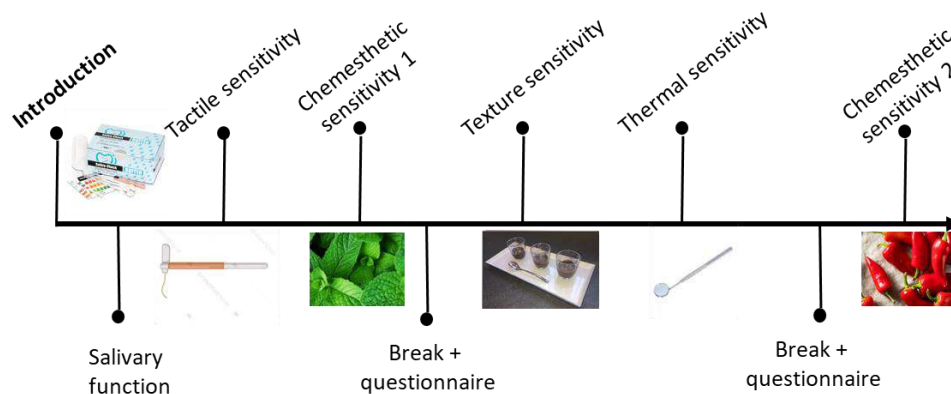 Introduction
Tactile sensitivity
Chemesthetic
sensitivity 1
Texture sensitivity
Thermal sensitivity
Chemesthetic
sensitivity 2
Salivary
function
Break +
questionnaire
Break +
questionnaire